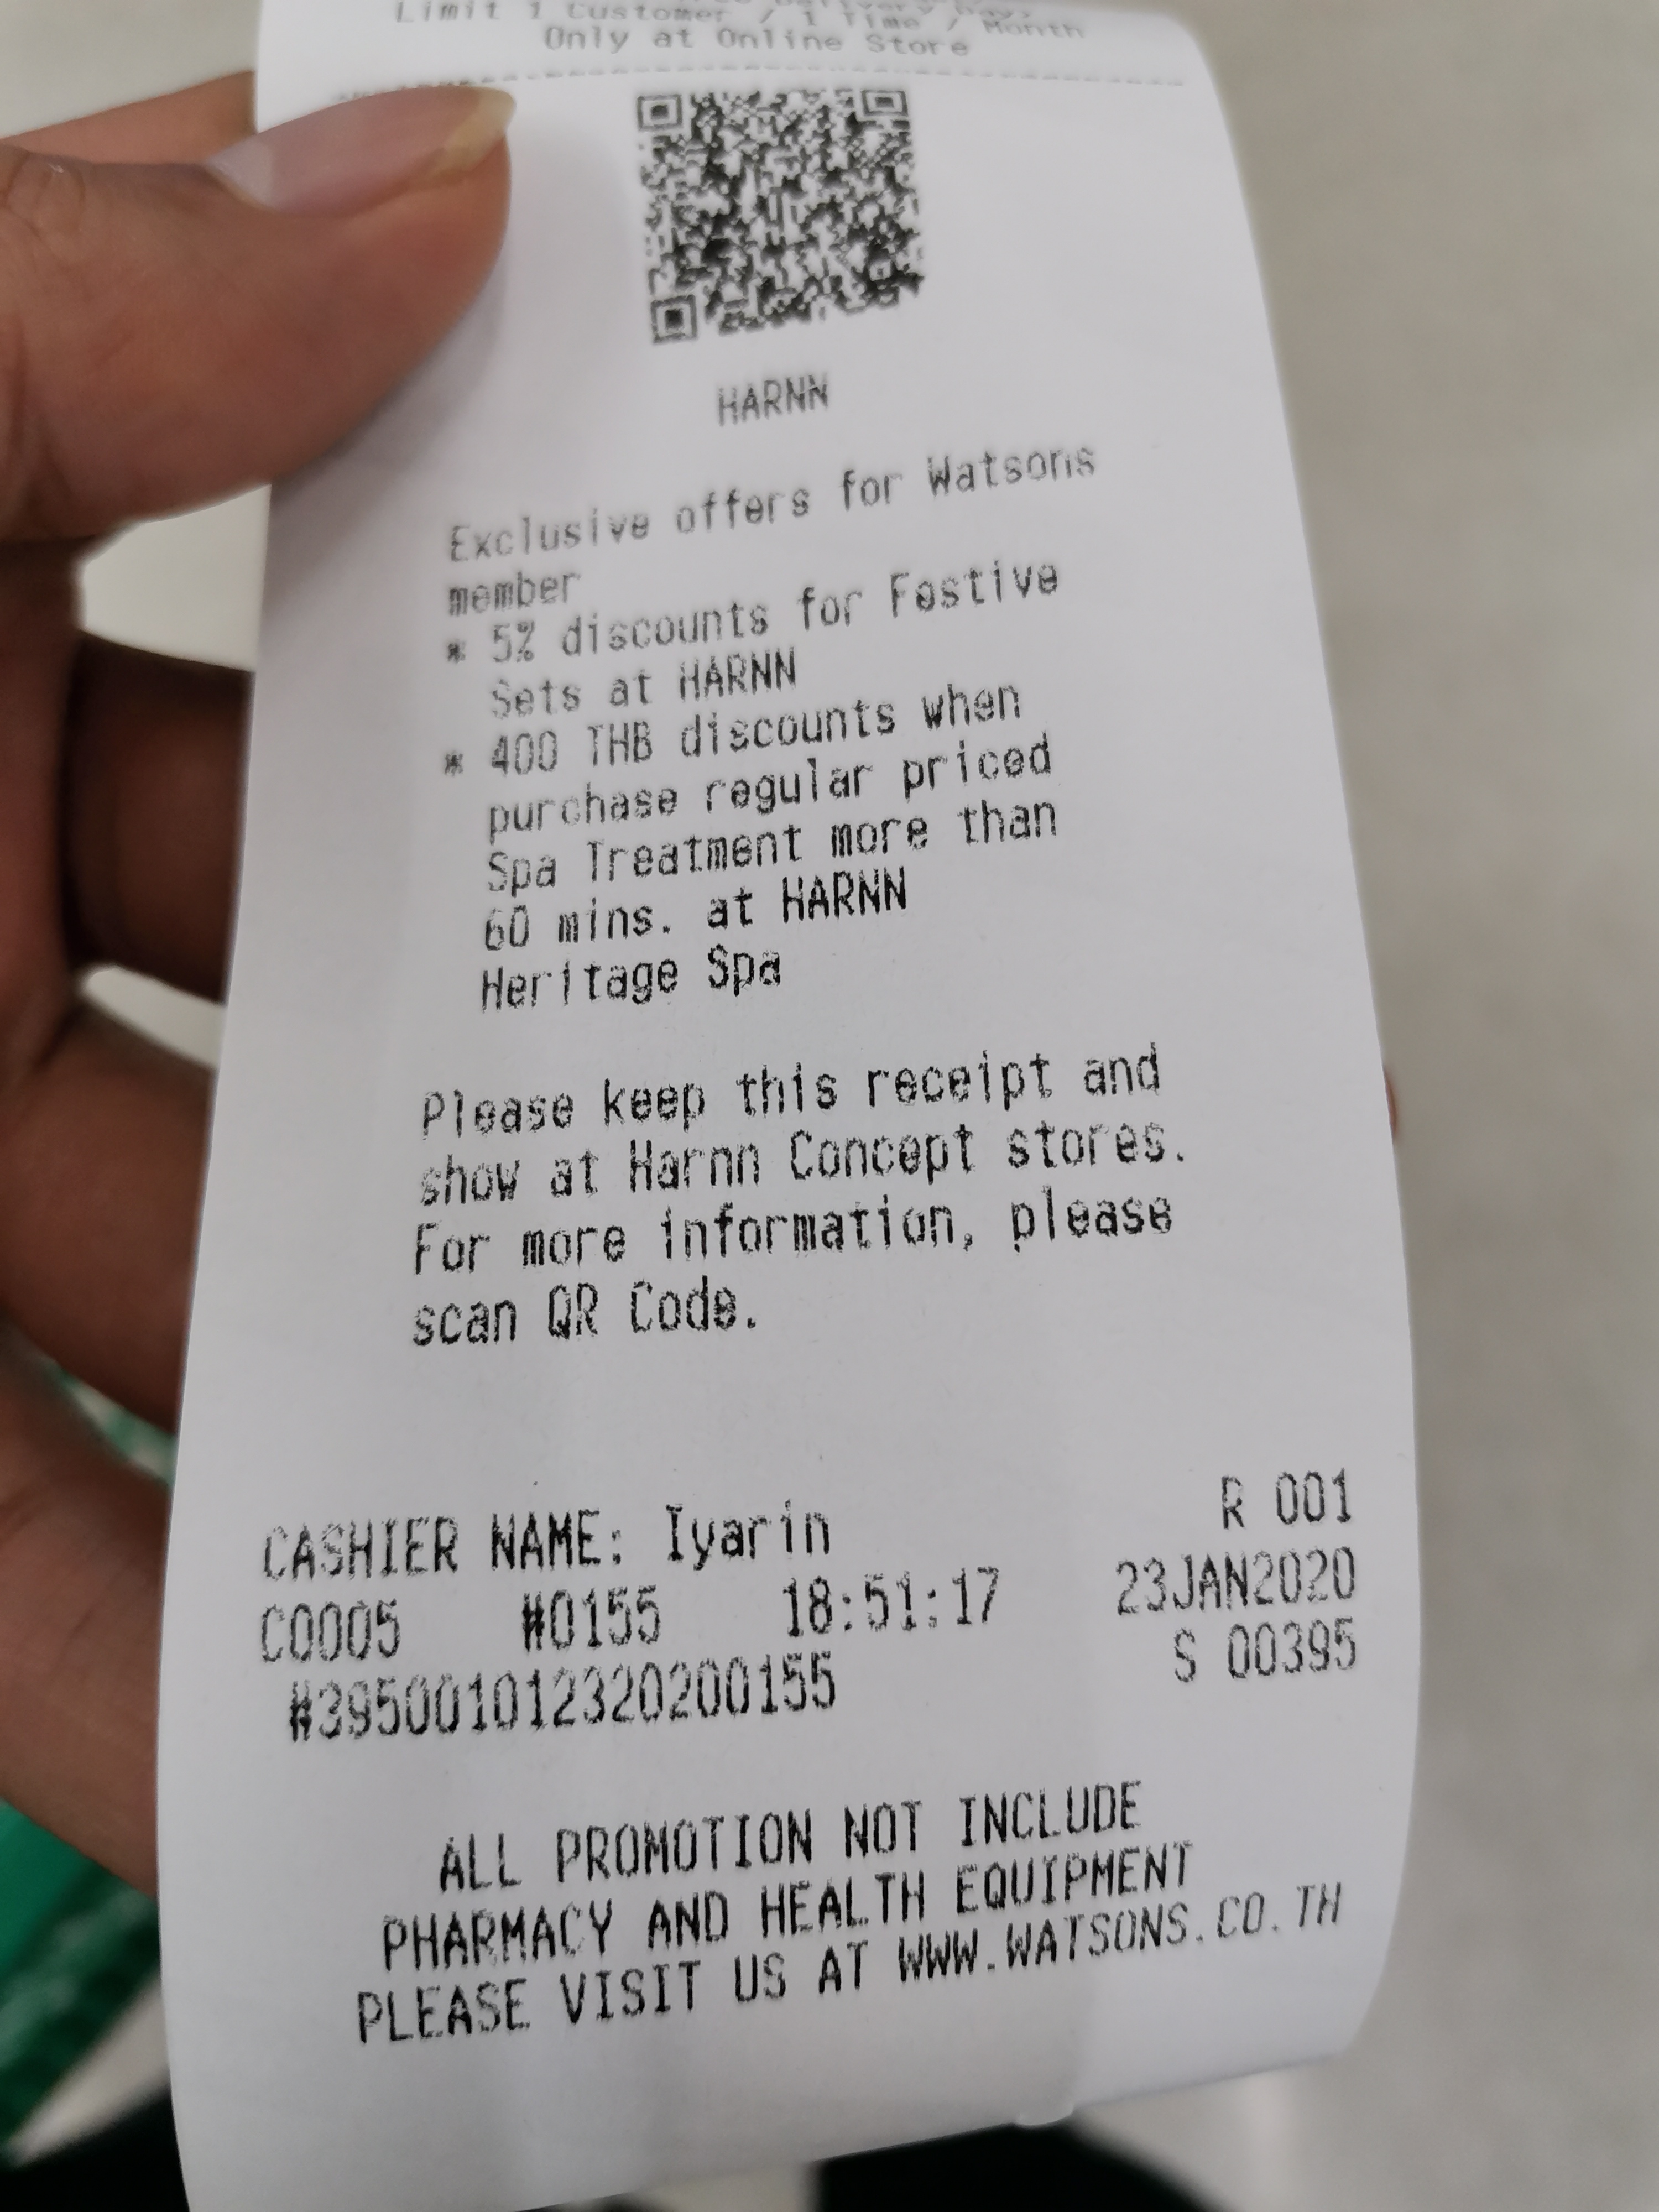 Limit 1 Customer / 1 Time / Month
Only at Online Store
HARNN
Exclusive offers for Watsons
member
* 5% discounts for Festive
Sets at HARNN
* 400 THB discounts when
purchase regular priced
Spa Treatment more than
60 mins. at HARNN
Heritage Spa
Please keep this receipt and
show at Harnn Concept stores.
For more information, please
scan QR Code.
R 001
CASHIER NAME: Iyarin
C0005 #0155 18:51:17 23JAN2020
S 00395
#395001012320200155
ALL PROMOTION NOT INCLUDE
PHARMACY AND HEALTH EQUIPMENT
PLEASE VISIT US AT WWW.WATSONS.CO.TH